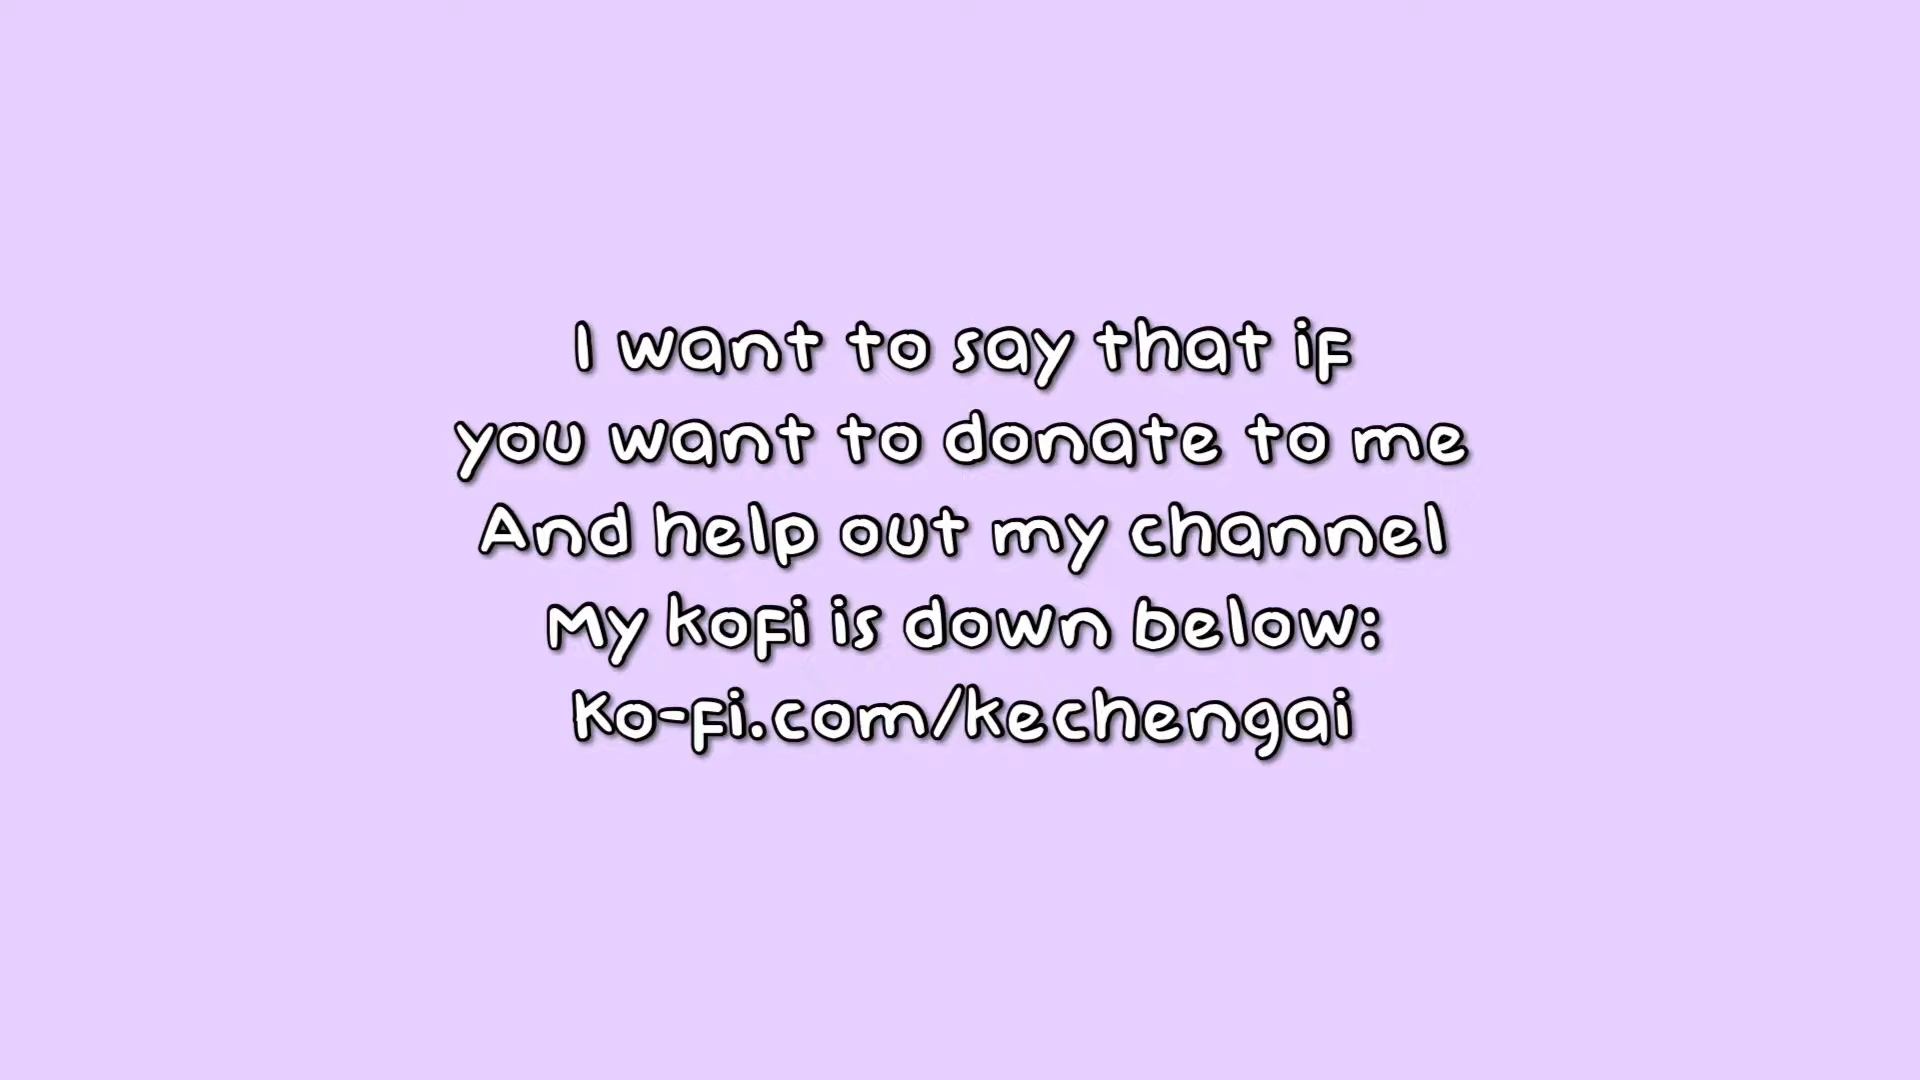 I want to say that if
you want to donate to me
And help out my channel
My kofi is down below:
Ko-fi.com/kechengai